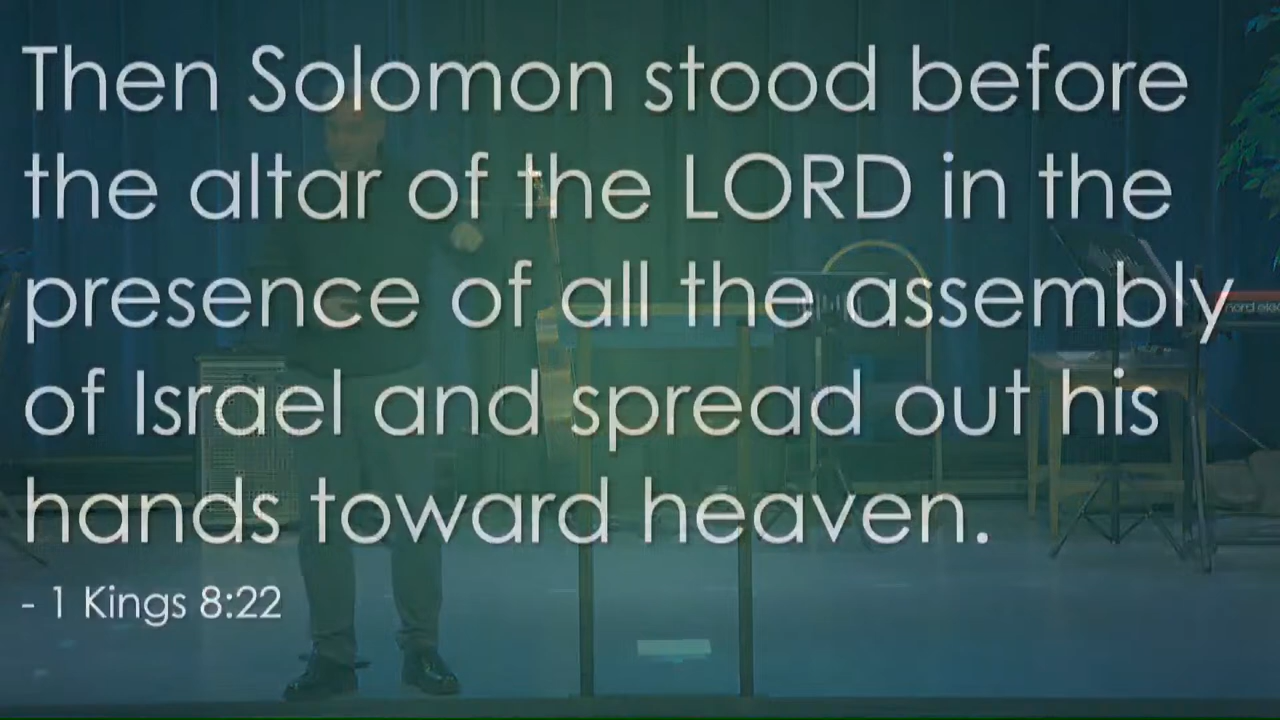 Then Solomon stood before
the altar of the LORD in the
presence of all the assembly
of Israel and spread out his
hands toward heaven.
- 1 Kings 8:22
nord